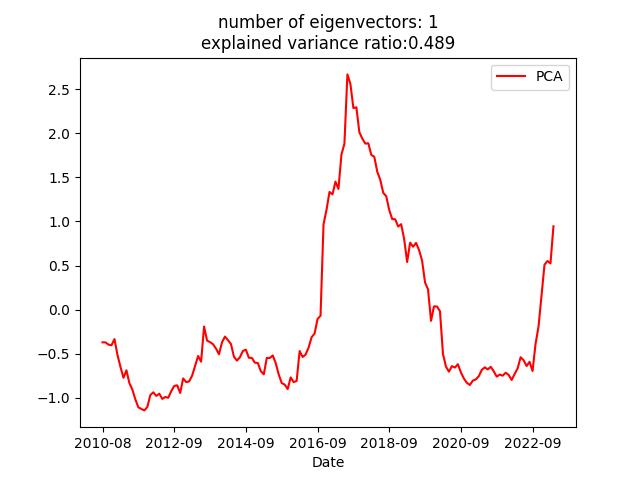 number of eigenvectors: 1
explained variance ratio:0.489
PCA
2.5
2.0
1.5
1.0
0.5
0.0
−0.5
−1.0
2010-08 2012-09 2014-09 2016-09 2018-09 2020-09 2022-09
Date